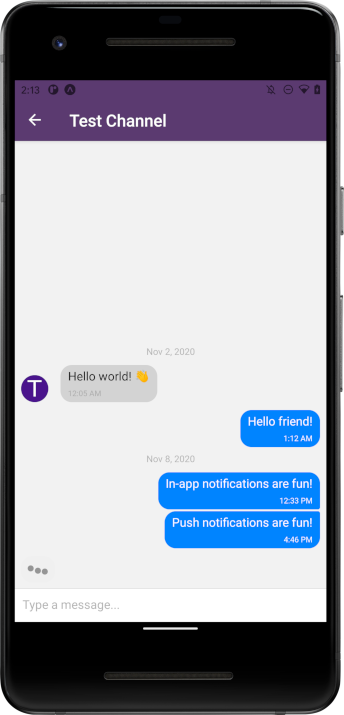 2:13
Test Channel
Nov 2, 2020
Hello world! 👋
T
12:05 AM
Hello friend!
1:12 AM
Nov 8, 2020
In-app notifications are fun!
12:33 PM
Push notifications are fun!
4:46 PM
Type a message...